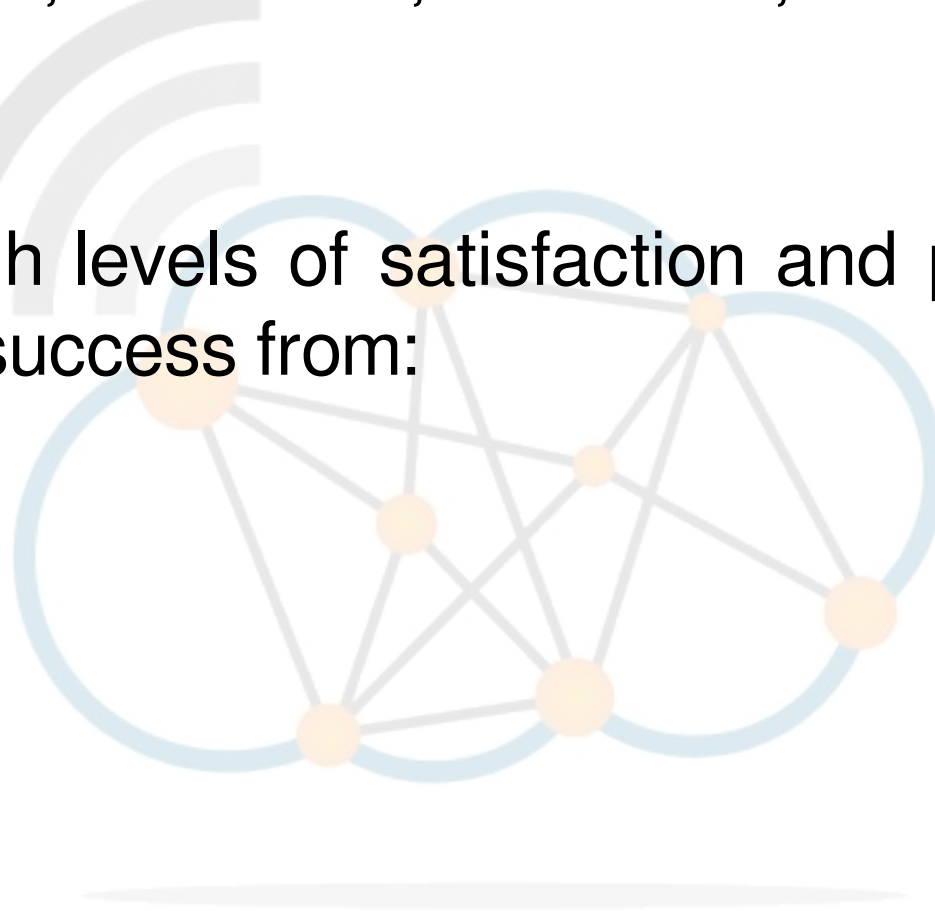 h levels of satisfaction and
success from: